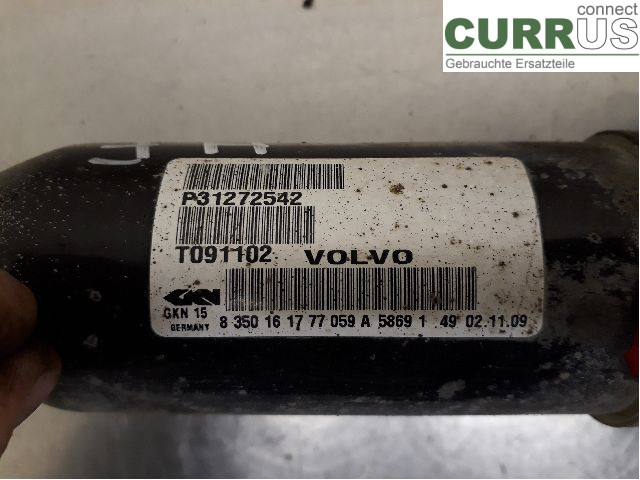 connect
CURRUS
Gebrauchte Ersatzteile
P31272542
T091102 VOLVO
GKN
GKN 15
GERMANY
8 350 16 17 77 059 A 5869 1 49 02.11.09